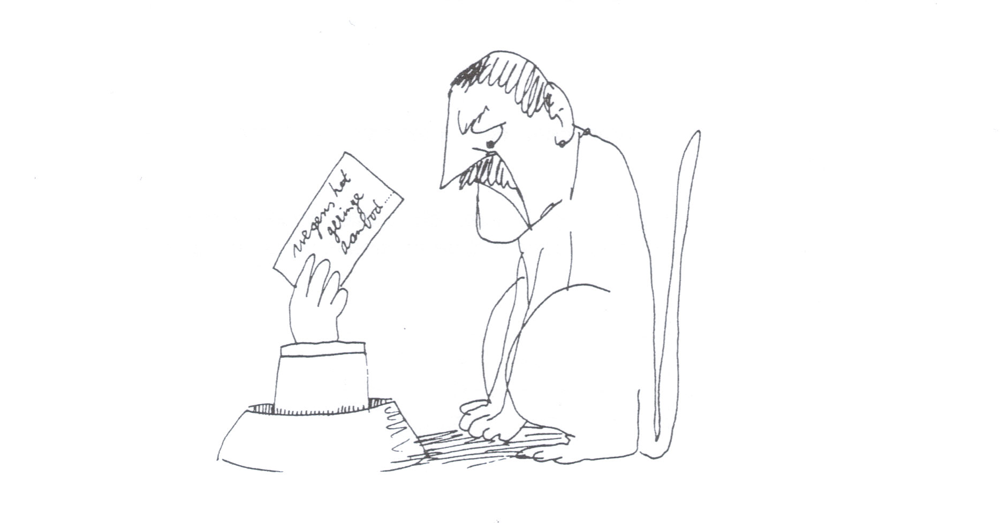 wegens het
geringe
aanbod......